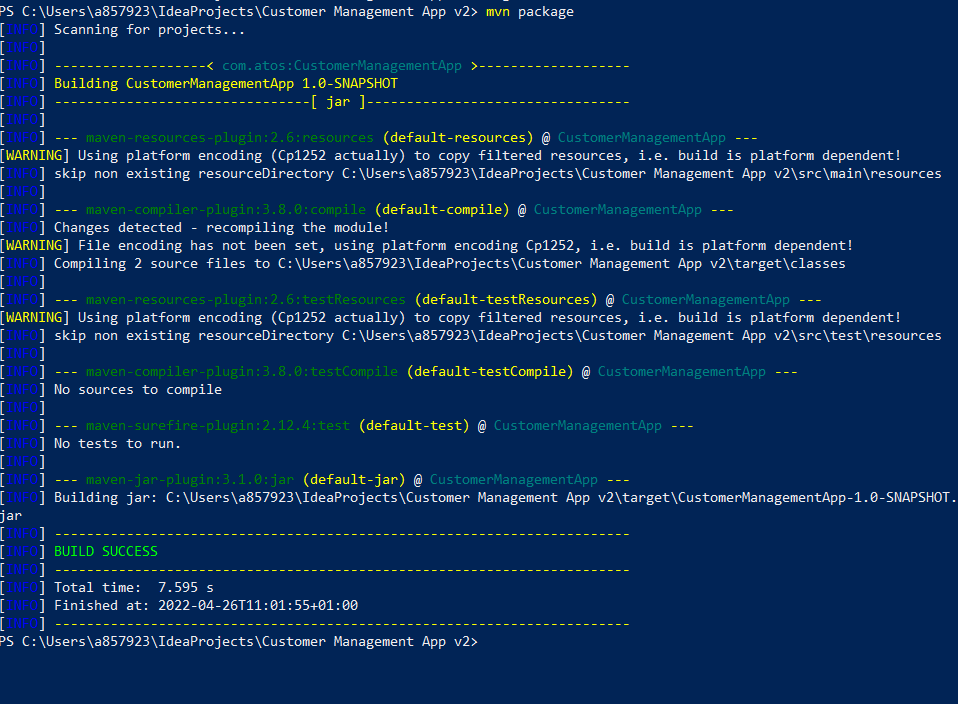 PS C:\Users\a857923\IdeaProjects\Customer Management App v2> mvn package
[INFO] Scanning for projects...
[INFO]
[INFO] -------------------< com.atos:CustomerManagementApp >-------------------
[INFO] Building CustomerManagementApp 1.0-SNAPSHOT
[INFO] --------------------------------[ jar ]---------------------------------
[INFO]
[INFO] --- maven-resources-plugin:2.6:resources (default-resources) @ CustomerManagementApp ---
[WARNING] Using platform encoding (Cp1252 actually) to copy filtered resources, i.e. build is platform dependent!
[INFO] skip non existing resourceDirectory C:\Users\a857923\IdeaProjects\Customer Management App v2\src\main\resources
[INFO]
[INFO] --- maven-compiler-plugin:3.8.0:compile (default-compile) @ CustomerManagementApp ---
[INFO] Changes detected - recompiling the module!
[WARNING] File encoding has not been set, using platform encoding Cp1252, i.e. build is platform dependent!
[INFO] Compiling 2 source files to C:\Users\a857923\IdeaProjects\Customer Management App v2\target\classes
[INFO]
[INFO] --- maven-resources-plugin:2.6:testResources (default-testResources) @ CustomerManagementApp ---
[WARNING] Using platform encoding (Cp1252 actually) to copy filtered resources, i.e. build is platform dependent!
[INFO] skip non existing resourceDirectory C:\Users\a857923\IdeaProjects\Customer Management App v2\src\test\resources
[INFO]
[INFO] --- maven-compiler-plugin:3.8.0:testCompile (default-testCompile) @ CustomerManagementApp ---
[INFO] No sources to compile
[INFO]
[INFO] --- maven-surefire-plugin:2.12.4:test (default-test) @ CustomerManagementApp ---
[INFO] No tests to run.
[INFO]
[INFO] --- maven-jar-plugin:3.1.0:jar (default-jar) @ CustomerManagementApp ---
[INFO] Building jar: C:\Users\a857923\IdeaProjects\Customer Management App v2\target\CustomerManagementApp-1.0-SNAPSHOT.
jar
[INFO] ------------------------------------------------------------------------
[INFO] BUILD SUCCESS
[INFO] ------------------------------------------------------------------------
[INFO] Total time:  7.595 s
[INFO] Finished at: 2022-04-26T11:01:55+01:00
[INFO] ------------------------------------------------------------------------
PS C:\Users\a857923\IdeaProjects\Customer Management App v2>